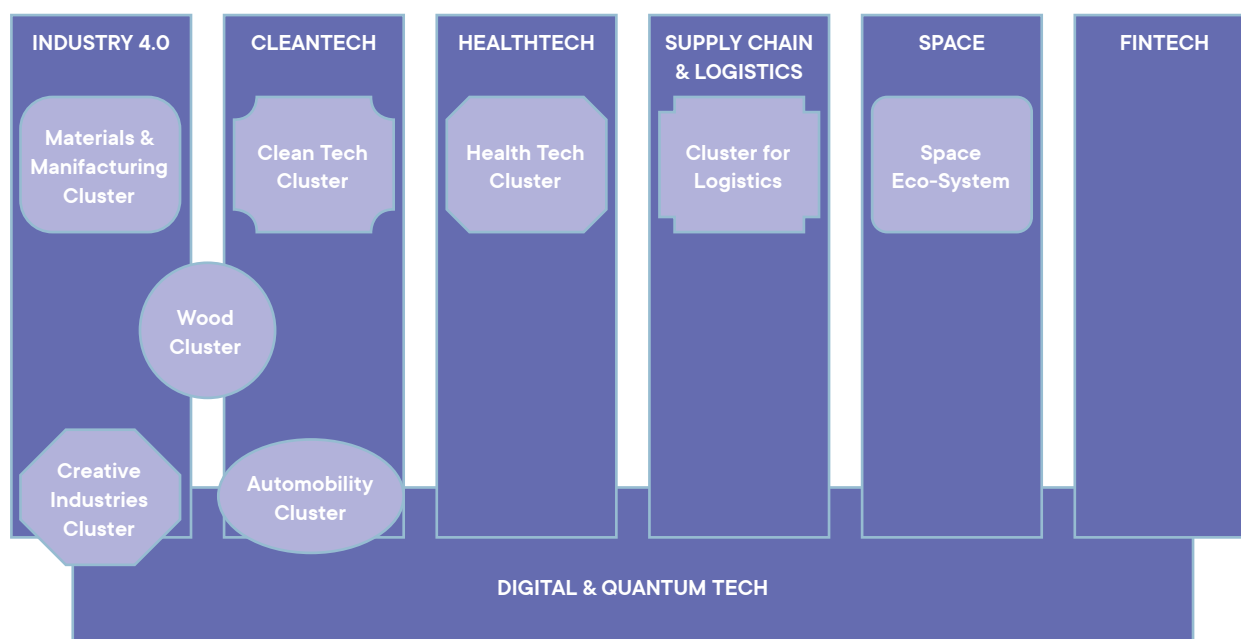 INDUSTRY 4.0
CLEANTECH
HEALTHTECH
SUPPLY CHAIN
& LOGISTICS
SPACE
FINTECH
Materials &
Manifacturing
Cluster
Clean Tech
Cluster
Health Tech
Cluster
Cluster for
Logistics
Space
Eco-System
Wood
Cluster
Creative
Industries
Cluster
Automobility
Cluster
DIGITAL & QUANTUM TECH